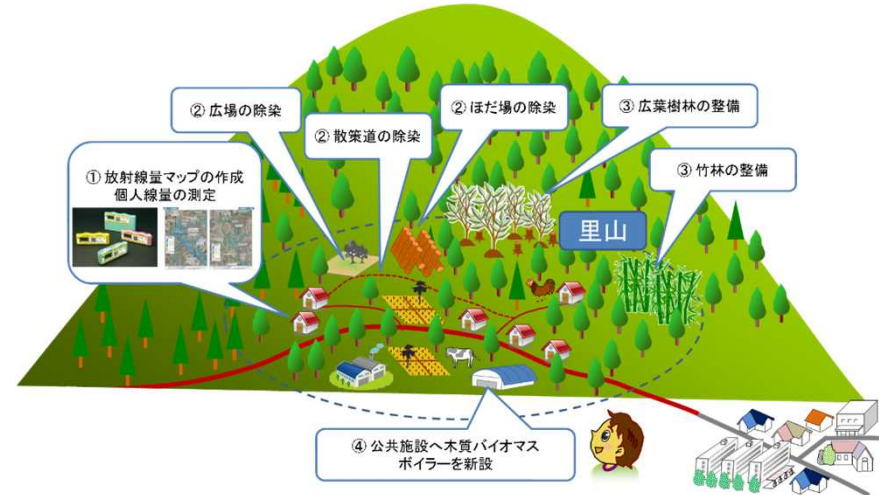 ② 広場の除染
② ほだ場の除染
③ 広葉樹林の整備
② 散策道の除染
① 放射線量マップの作成
個人線量の測定
③ 竹林の整備
里山
④ 公共施設へ木質バイオマス
ボイラーを新設